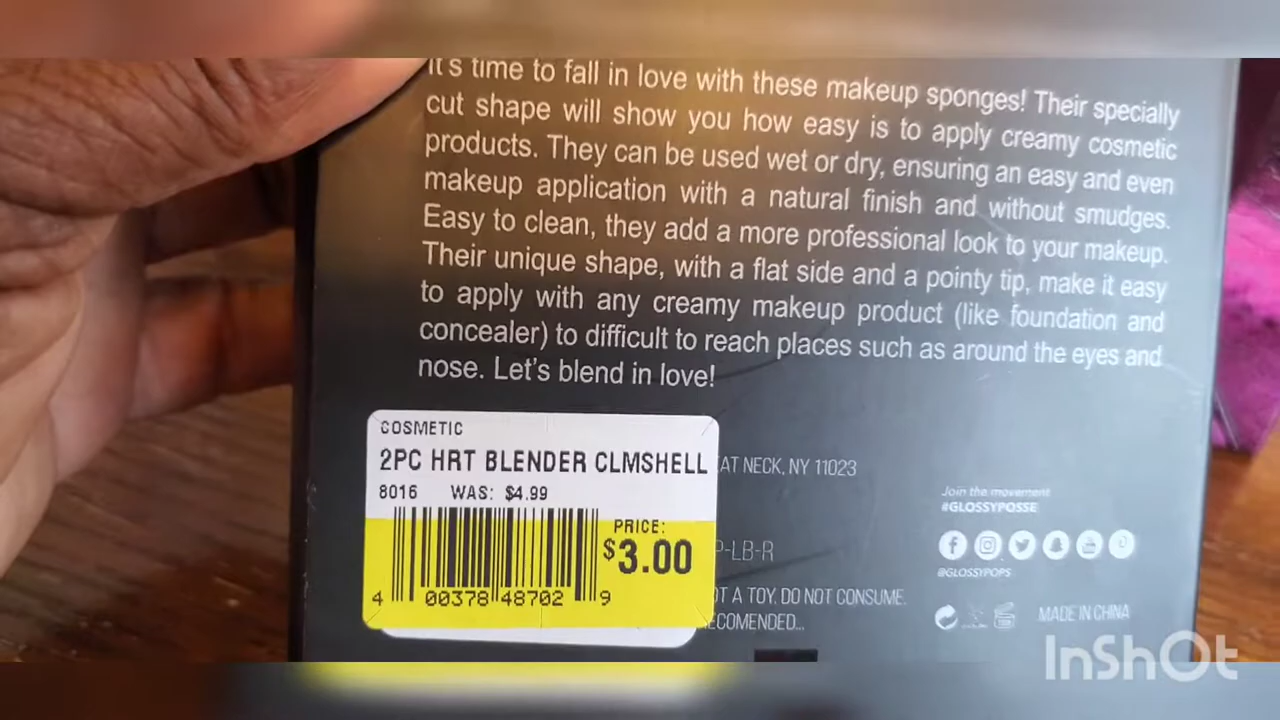 It's time to fall in love with these makeup sponges! Their specially
cut shape will show you how easy is to apply creamy cosmetic
products. They can be used wet or dry, ensuring an easy and even
makeup application with a natural finish and without smudges.
Easy to clean, they add a more professional look to your makeup.
Their unique shape, with a flat side and a pointy tip, make it easy
to apply with any creamy makeup product (like foundation and
concealer) to difficult to reach places such as around the eyes and
nose. Let's blend in love!
COSMETIC
2PC HRT BLENDER CLMSHELL
8016 WAS: $4.99
PRICE:
$3.00
4 00378 48702 9
EAT NECK, NY 11023
P-LB-R
OT A TOY. DO NOT CONSUME.
ECOMENDED...
Join the movement
#GLOSSYPOSSE
@GLOSSYPOPS
MADE IN CHINA
InShOt